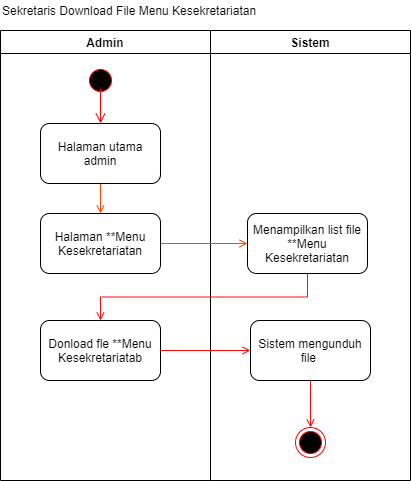 Sekretaris Download File Menu Kesekretariatan
Admin
Sistem
Halaman utama
admin
Halaman **Menu
Kesekretariatan
Menampilkan list file
**Menu
Kesekretariatan
Donload fle **Menu
Kesekretariatab
Sistem mengunduh
file